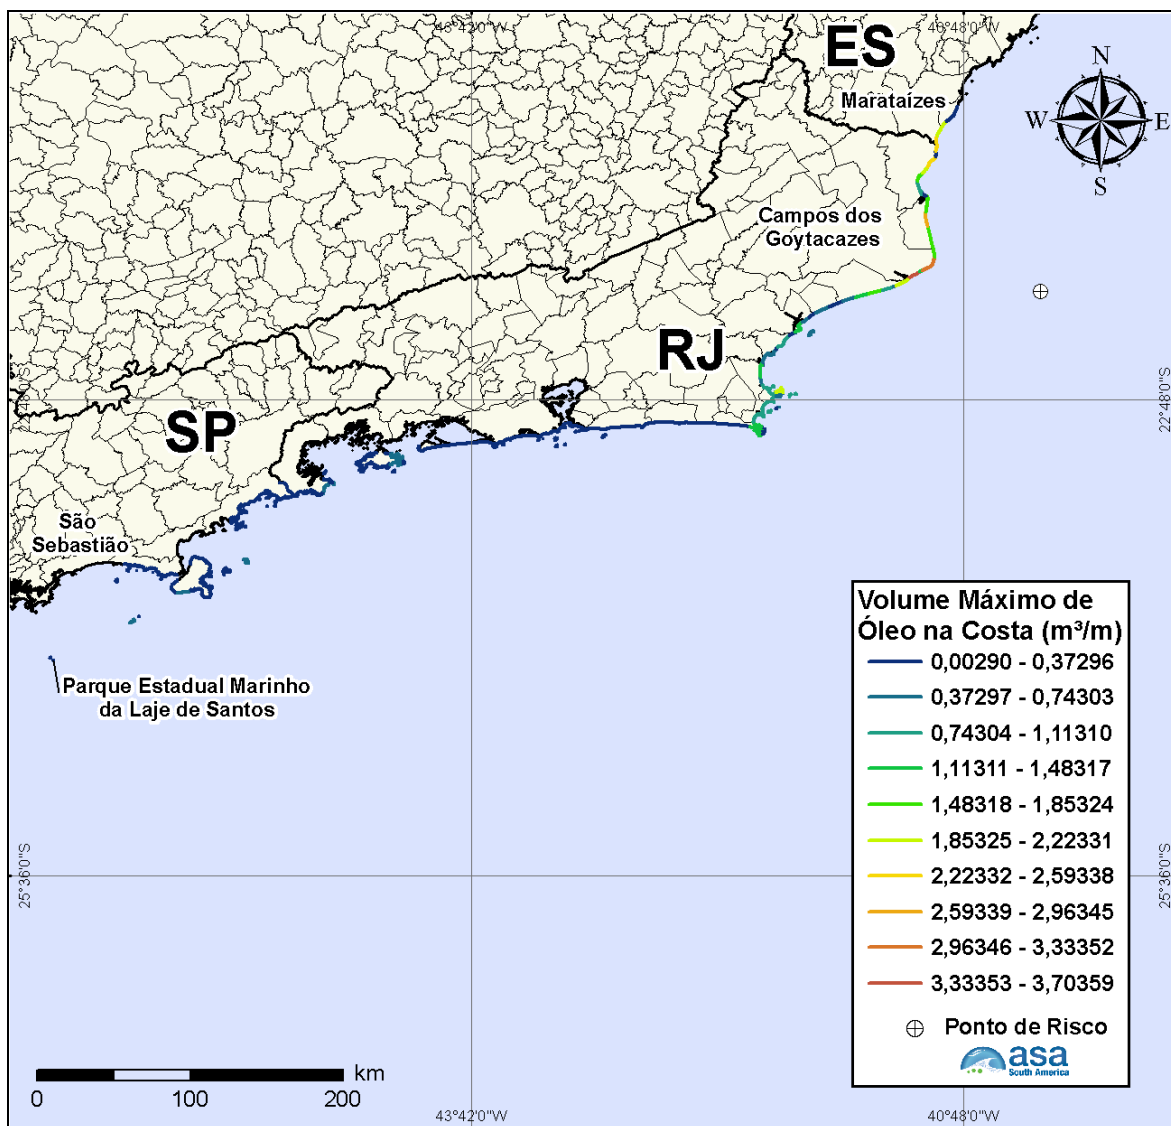 43°42'0"W
40°48'0"W
ES
Marataízes
N
W
E
S
Campos dos
Goytacazes
RJ
22°48'0"S
22°48'0"S
SP
São
Sebastião
Parque Estadual Marinho
da Laje de Santos
Volume Máximo de
Óleo na Costa (m³/m)
0,00290 - 0,37296
0,37297 - 0,74303
0,74304 - 1,11310
1,11311 - 1,48317
1,48318 - 1,85324
1,85325 - 2,22331
2,22332 - 2,59338
2,59339 - 2,96345
2,96346 - 3,33352
3,33353 - 3,70359
Ponto de Risco
asa
South America
25°36'0"S
25°36'0"S
km
0
100
200
43°42'0"W
40°48'0"W